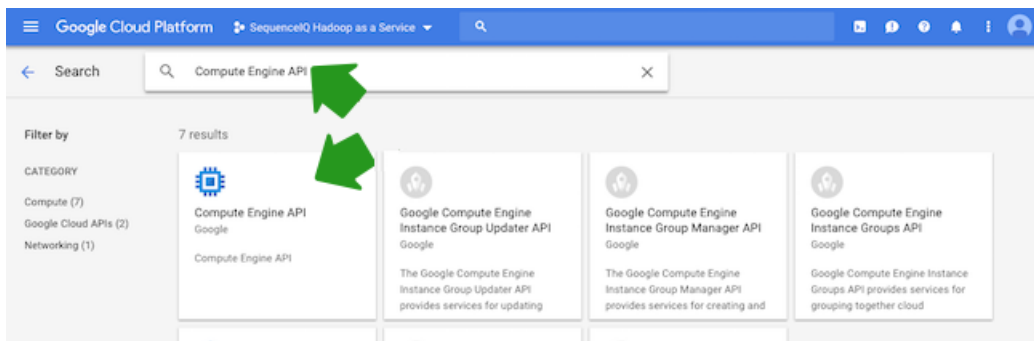 Google Cloud Platform
SequenceIQ Hadoop as a Service
Search
Compute Engine API
Filter by
7 results
CATEGORY
Compute (7)
Google Cloud APIs (2)
Networking (1)
Compute Engine API
Google
Compute Engine API
Google Compute Engine
Instance Group Updater API
Google
The Google Compute Engine
Instance Group Updater API
provides services for updating
Google Compute Engine
Instance Group Manager API
Google
The Google Compute Engine
Instance Group Manager API
provides services for creating and
Google Compute Engine
Instance Groups API
Google
Google Compute Engine Instance
Groups API provides services for
grouping together cloud